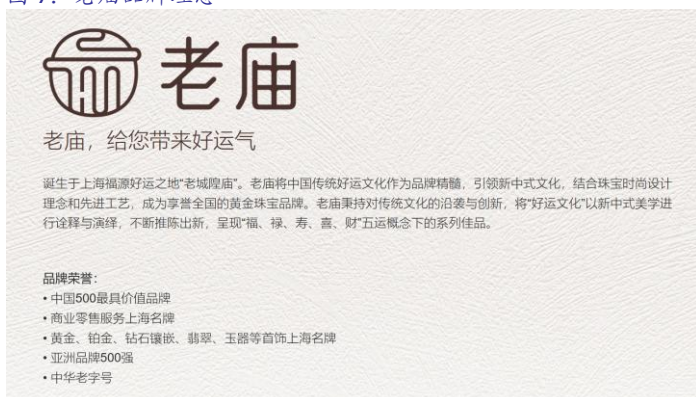 老庙
老庙，给您带来好运气
诞生于上海福源好运之地“老城隍庙”。老庙将中国传统好运文化作为品牌精髓，引领新中式文化，结合珠宝时尚设计
理念和先进工艺，成为享誉全国的黄金珠宝品牌。老庙秉持对传统文化的沿袭与创新，将“好运文化”以新中式美学进
行诠释与演绎，不断推陈出新，呈现“福、禄、寿、喜、财”五运概念下的系列佳品。
品牌荣誉：
• 中国500最具价值品牌
• 商业零售服务上海名牌
• 黄金、铂金、钻石镶嵌、翡翠、玉器等首饰上海名牌
• 亚洲品牌500强
• 中华老字号